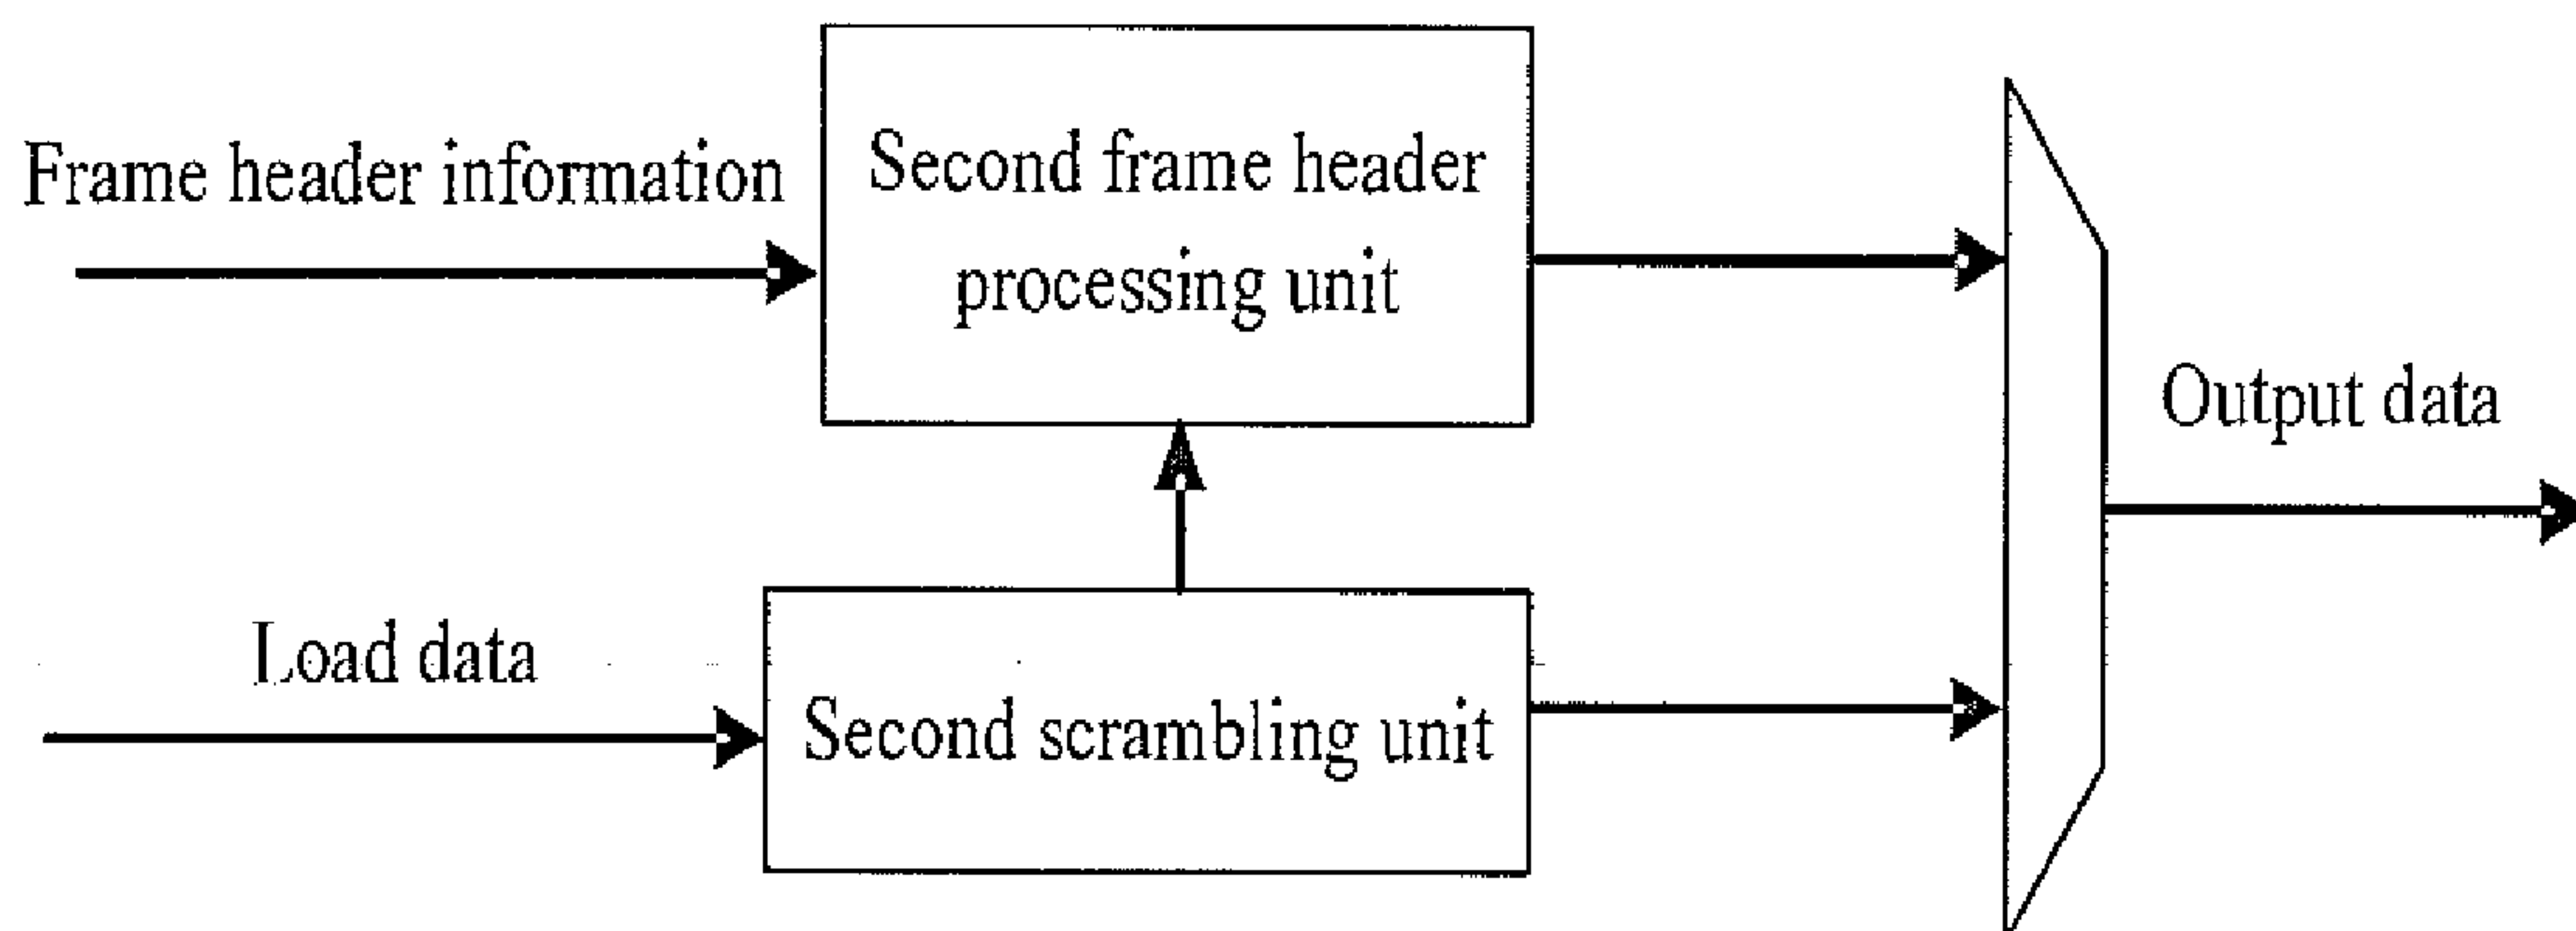 Frame header information
Second frame header
processing unit
Output data
Load data
Second scrambling unit